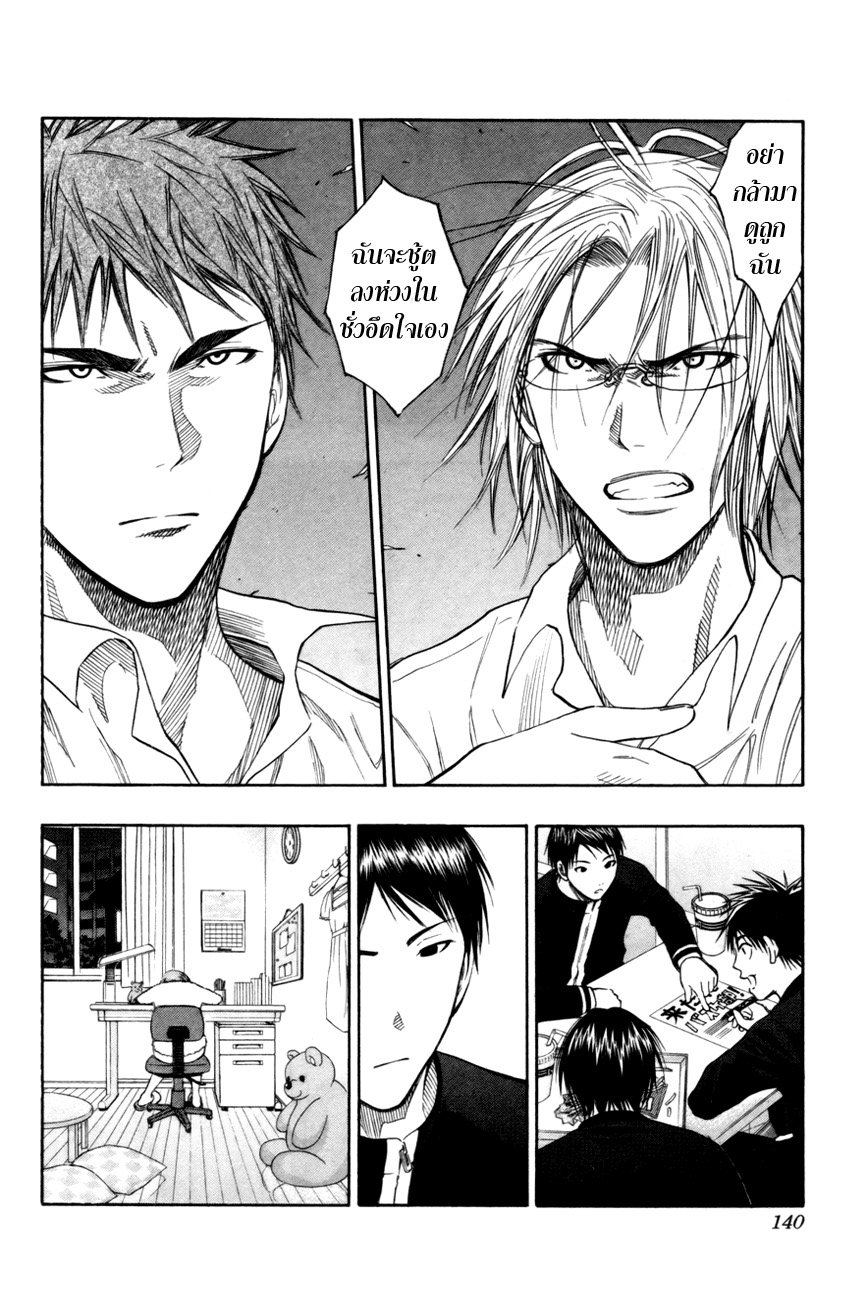 อย่า
กล้ามา
ดูถูก
ฉัน
ฉันจะชู้ต
ลงห่วงใน
ชั่วอึดใจเอง
140